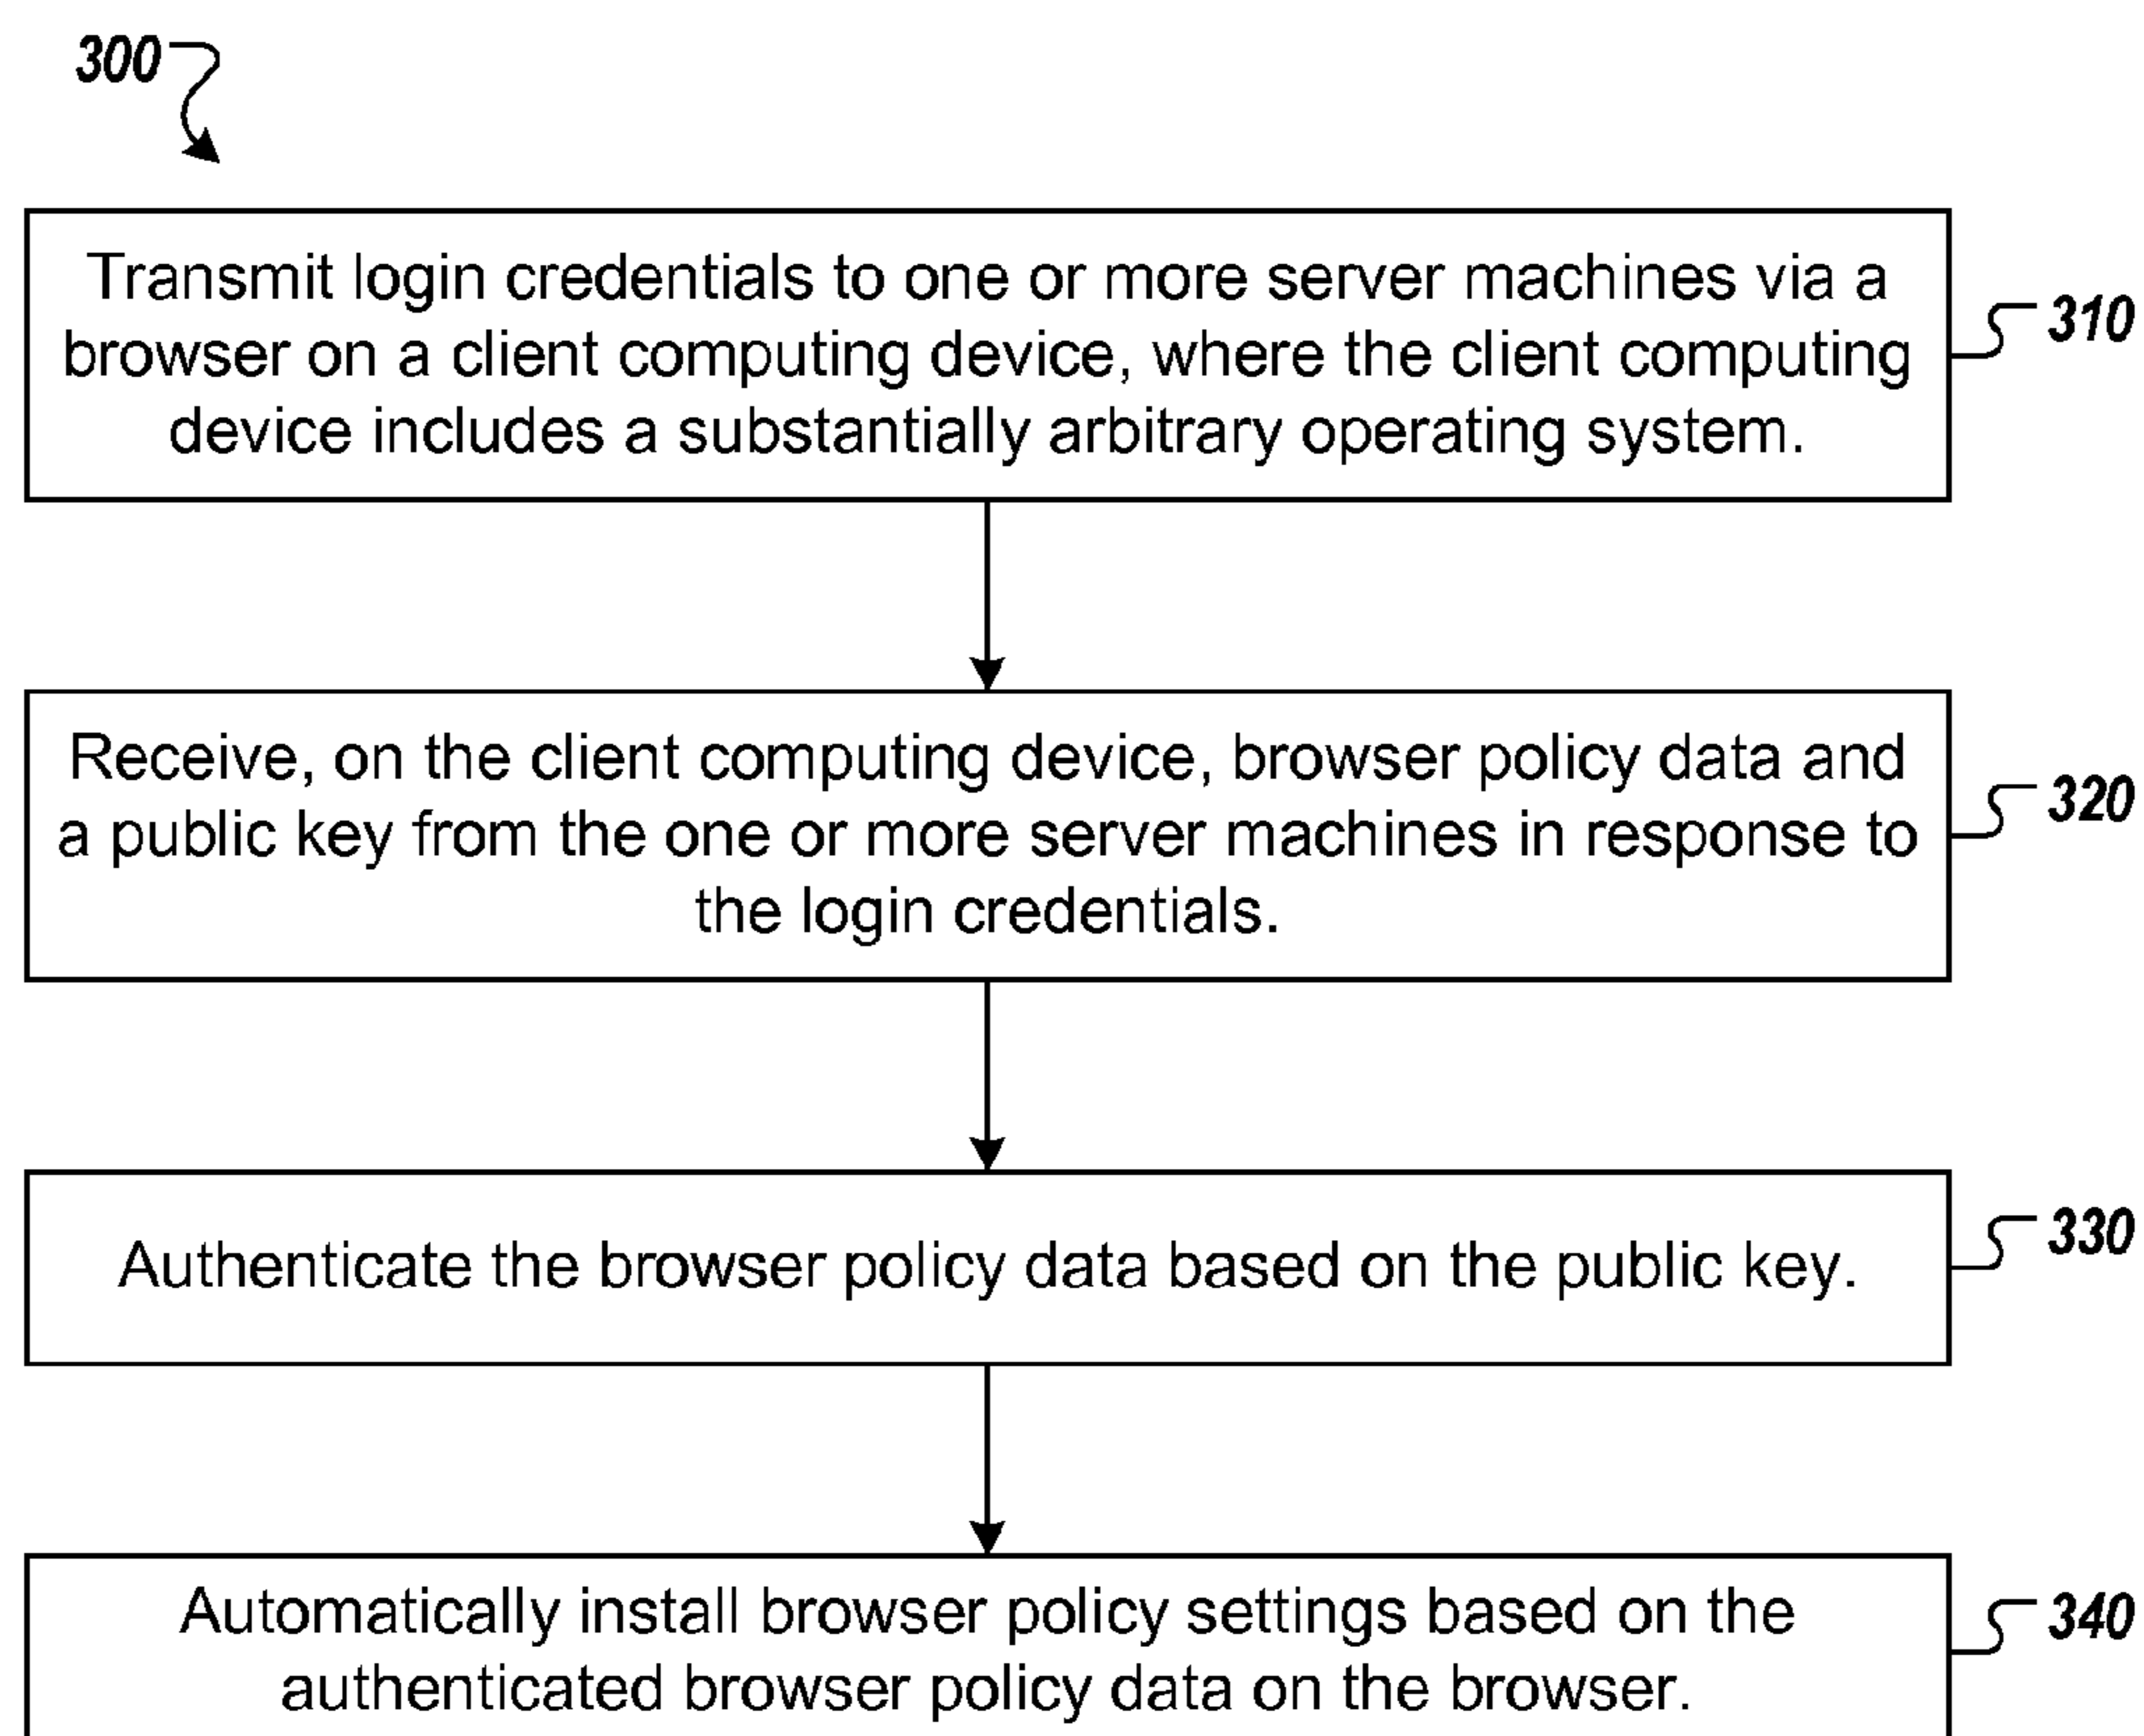 300
Transmit login credentials to one or more server machines via a
browser on a client computing device, where the client computing
device includes a substantially arbitrary operating system.
310
Receive, on the client computing device, browser policy data and
a public key from the one or more server machines in response to
the login credentials.
320
Authenticate the browser policy data based on the public key.
330
Automatically install browser policy settings based on the
authenticated browser policy data on the browser.
340